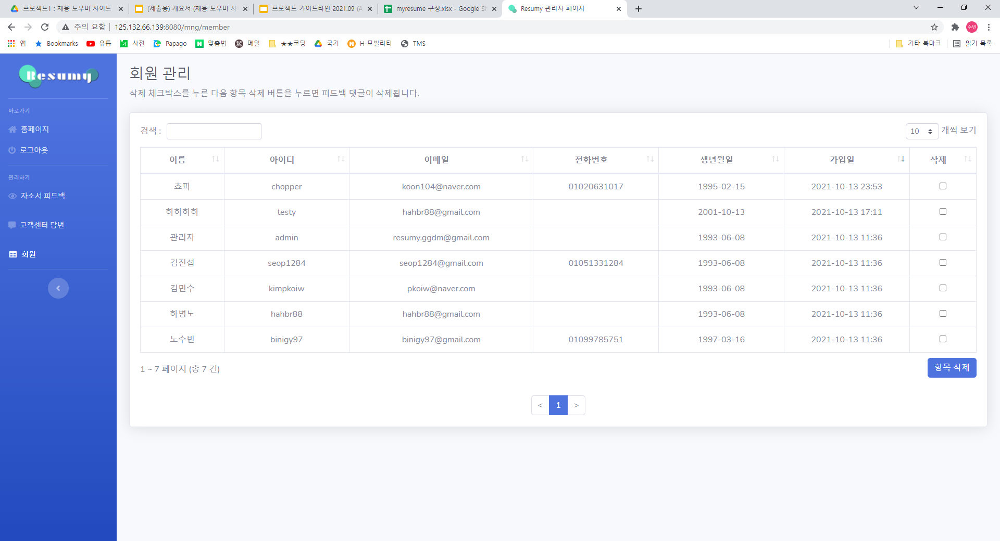 프로젝트1 : 채용 도우미 사이트
(제출용) 개요서 (채용 도우미 사
프로젝트 가이드라인 2021.09 (A
myresume 구성.xlsx - Google Sh
Resumy 관리자 페이지
주의 요함 125.132.66.139:8080/mng/member
수빈
앱 Bookmarks 유튭 사전 Papago 맞춤법 메일 ★★코딩 국기 H-모빌리티 TMS 기타 북마크 읽기 목록
Resumy
바로가기
홈페이지
로그아웃
관리하기
자소서 피드백
고객센터 답변
회원
회원 관리
삭제 체크박스를 누른 다음 항목 삭제 버튼을 누르면 피드백 댓글이 삭제됩니다.
검색 :
10 개씩 보기
이름 아이디 이메일 전화번호 생년월일 가입일 삭제
쵸파 chopper koon104@naver.com 01020631017 1995-02-15 2021-10-13 23:53
하하하하 testy hahbr88@gmail.com 2001-10-13 2021-10-13 17:11
관리자 admin resumy.ggdm@gmail.com 1993-06-08 2021-10-13 11:36
김진섭 seop1284 seop1284@gmail.com 01051331284 1993-06-08 2021-10-13 11:36
김민수 kimpkoiw pkoiw@naver.com 1993-06-08 2021-10-13 11:36
하병노 hahbr88 hahbr88@gmail.com 1993-06-08 2021-10-13 11:36
노수빈 binigy97 binigy97@gmail.com 01099785751 1997-03-16 2021-10-13 11:36
1 ~ 7 페이지 (총 7 건)
항목 삭제
< 1 >